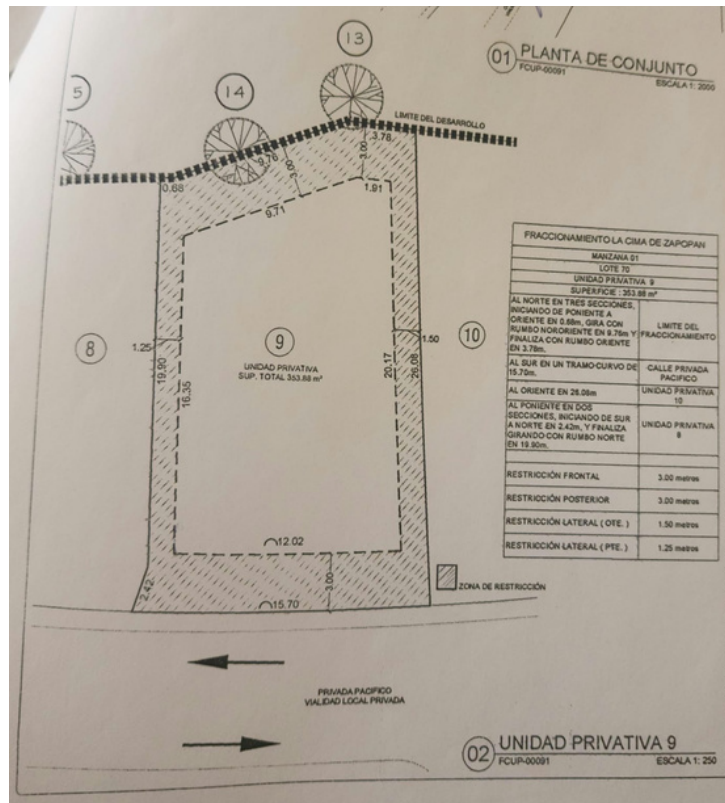 13
01 PLANTA DE CONJUNTO
FCUP-00091
ESCALA 1: 2000
5
14
LIMITE DEL DESARROLLO
3.78
9.76
3.00
3.00
0.68
1.91
9.71
FRACCIONAMIENTO LA CIMA DE ZAPOPAN
MANZANA 01
LOTE 70
UNIDAD PRIVATIVA 9
SUPERFICIE : 353.88 m²
AL NORTE EN TRES SECCIONES, INICIANDO DE PONIENTE A ORIENTE EN 0.68m, GIRA CON RUMBO NORORIENTE EN 9.76m Y FINALIZA CON RUMBO ORIENTE EN 3.78m.
LIMITE DEL FRACCIONAMIENTO
AL SUR EN UN TRAMO CURVO DE 15.70m.
CALLE PRIVADA PACIFICO
AL ORIENTE EN 26.08m
UNIDAD PRIVATIVA 10
AL PONIENTE EN DOS SECCIONES, INICIANDO DE SUR A NORTE EN 2.42m, Y FINALIZA GIRANDO CON RUMBO NORTE EN 19.90m.
UNIDAD PRIVATIVA 8
RESTRICCIÓN FRONTAL 3.00 metros
RESTRICCIÓN POSTERIOR 3.00 metros
RESTRICCIÓN LATERAL ( OTE. ) 1.50 metros
RESTRICCIÓN LATERAL ( PTE. ) 1.25 metros
8
1.25
19.90
16.35
9
UNIDAD PRIVATIVA
SUP. TOTAL 353.88 m²
20.17
26.08
1.50
10
12.02
2.42
3.00
15.70
ZONA DE RESTRICCIÓN
PRIVADA PACIFICO
VIALIDAD LOCAL PRIVADA
02 UNIDAD PRIVATIVA 9
FCUP-00091
ESCALA 1: 250